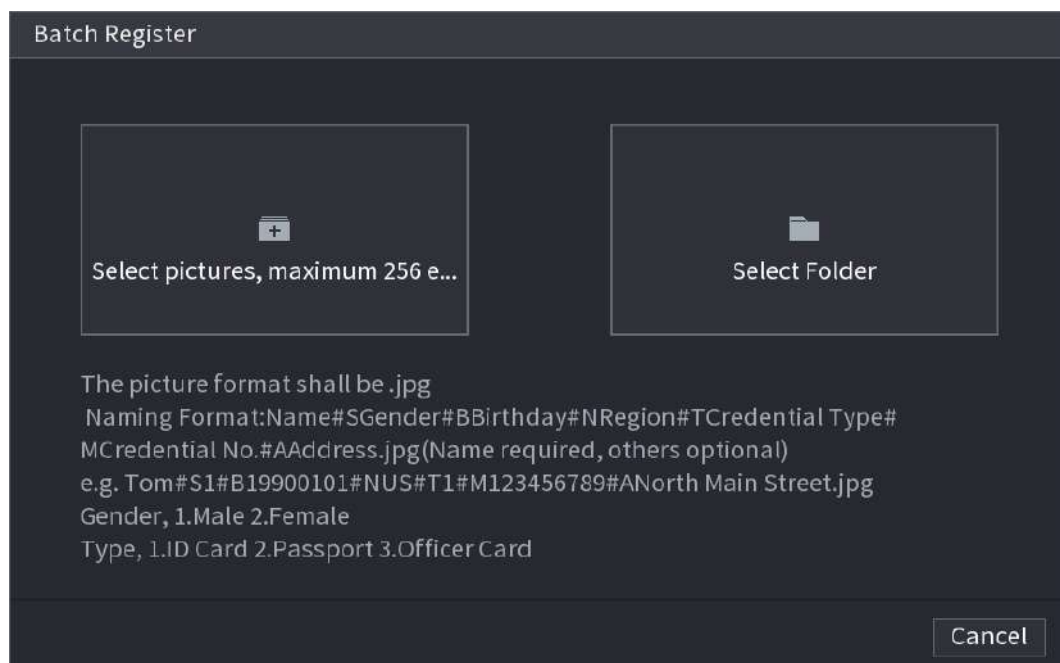 Batch Register
Select pictures, maximum 256 e...
Select Folder
The picture format shall be .jpg
Naming Format:Name#SGender#BBirthday#NRegion#TCredential Type#
MCredential No.#AAddress.jpg(Name required, others optional)
e.g. Tom#S1#B19900101#NUS#T1#M123456789#ANorth Main Street.jpg
Gender, 1.Male 2.Female
Type, 1.ID Card 2.Passport 3.Officer Card
Cancel